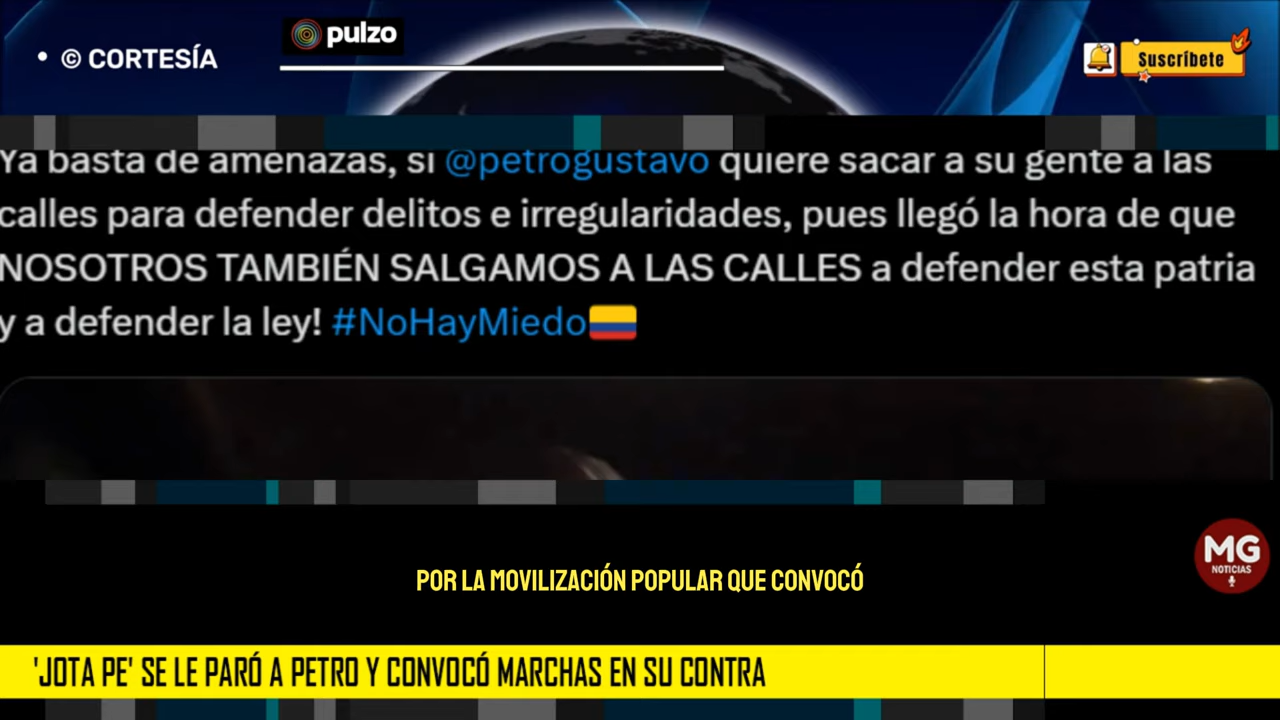 • © CORTESÍA
pulzo
Suscríbete
Ya basta de amenazas, si @petrogustavo quiere sacar a su gente a las
calles para defender delitos e irregularidades, pues llegó la hora de que
NOSOTROS TAMBIÉN SALGAMOS A LAS CALLES a defender esta patria
y a defender la ley! #NoHayMiedo🇨🇴
MG
NOTICIAS
POR LA MOVILIZACIÓN POPULAR QUE CONVOCÓ
'JOTA PE' SE LE PARÓ A PETRO Y CONVOCÓ MARCHAS EN SU CONTRA